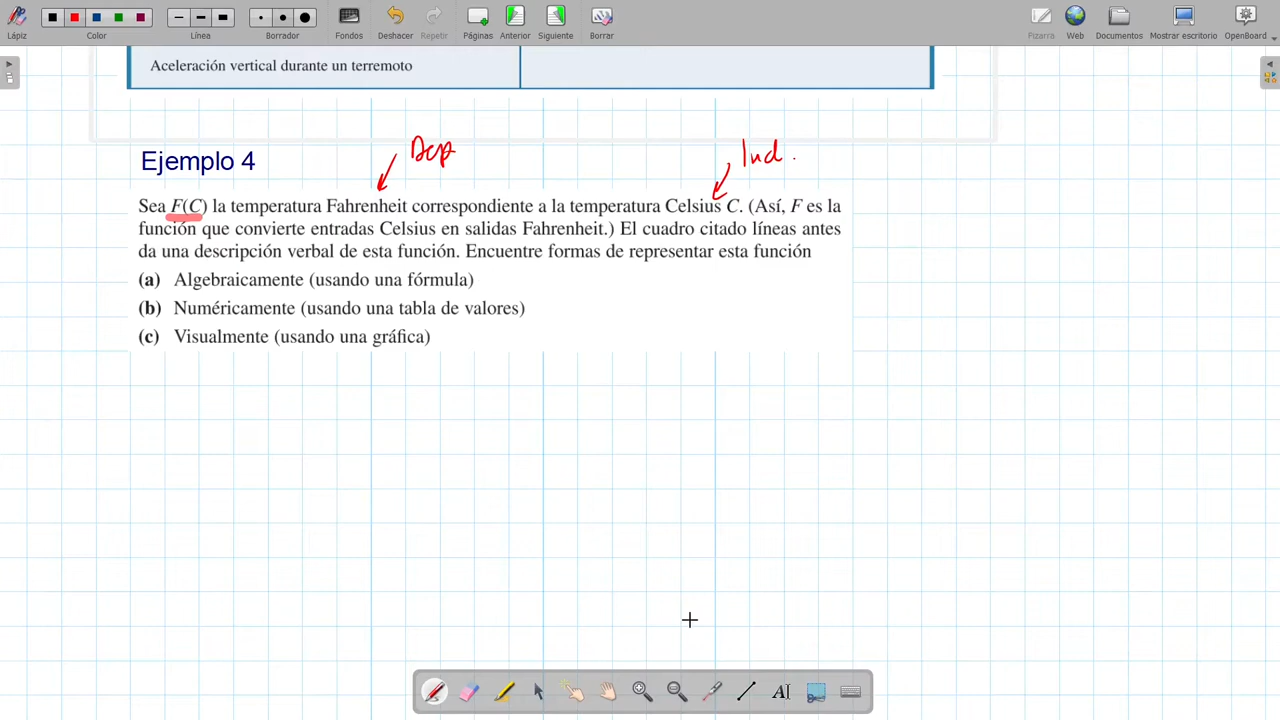 Lápiz Color Línea Borrador Fondos Deshacer Repetir Páginas Anterior Siguiente Borrar Pizarra Web Documentos Mostrar escritorio OpenBoard
Aceleración vertical durante un terremoto
Dep
Ind.
Ejemplo 4
Sea F(C) la temperatura Fahrenheit correspondiente a la temperatura Celsius C. (Así, F es la
función que convierte entradas Celsius en salidas Fahrenheit.) El cuadro citado líneas antes
da una descripción verbal de esta función. Encuentre formas de representar esta función
(a) Algebraicamente (usando una fórmula)
(b) Numéricamente (usando una tabla de valores)
(c) Visualmente (usando una gráfica)